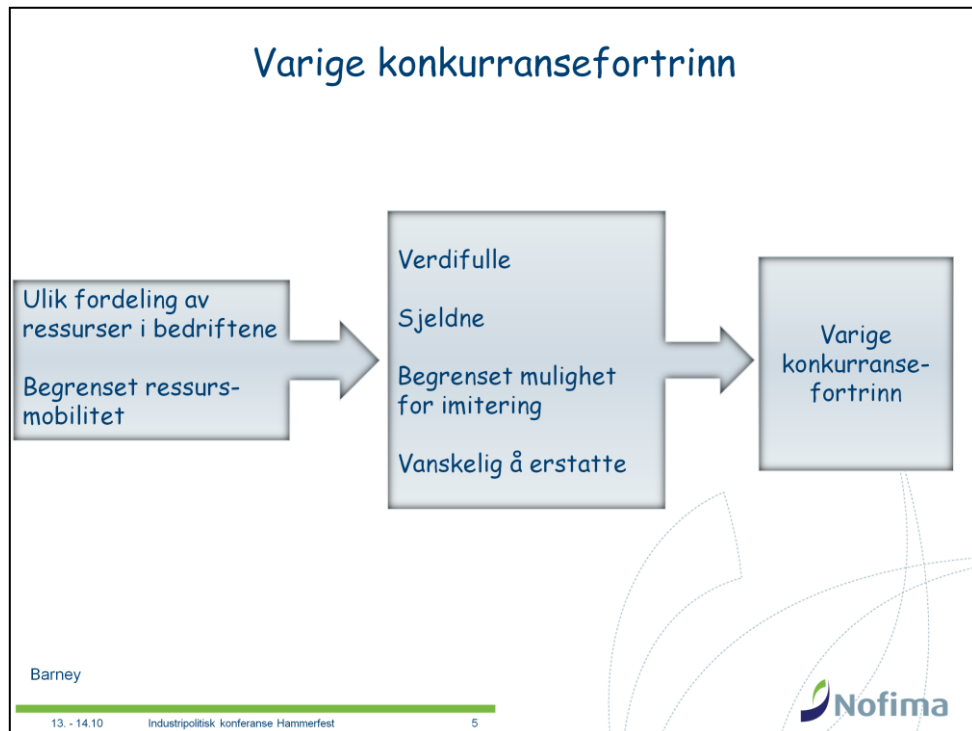 Varige konkurransefortrinn
Ulik fordeling av
ressurser i bedriftene
Begrenset ressurs-
mobilitet
Verdifulle
Sjeldne
Begrenset mulighet
for imitering
Vanskelig å erstatte
Varige
konkurranse-
fortrinn
Barney
13. - 14.10 Industripolitisk konferanse Hammerfest 5
Nofima